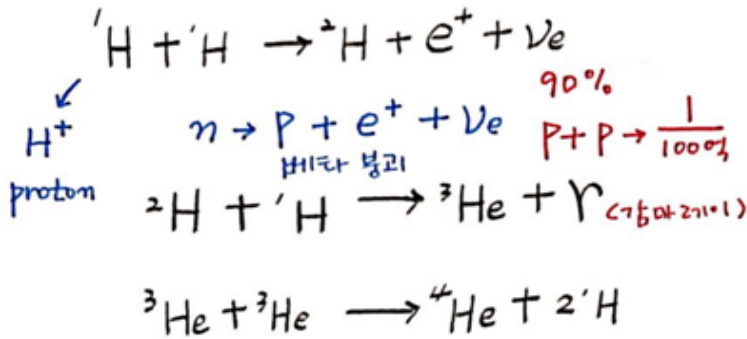 ¹H + ¹H → ²H + e⁺ + νe
90%
H⁺
n → P + e⁺ + νe
P + P → 1/100억
베타 붕괴
proton
²H + ¹H → ³He + γ (감마레이)
³He + ³He → ⁴He + 2¹H